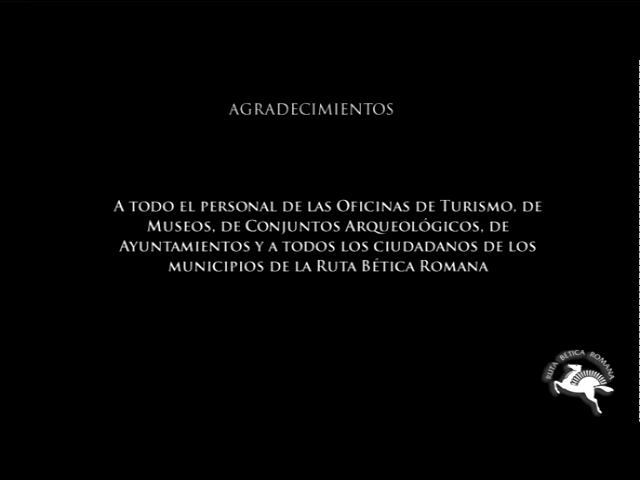 AGRADECIMIENTOS
A TODO EL PERSONAL DE LAS OFICINAS DE TURISMO, DE
MUSEOS, DE CONJUNTOS ARQUEOLÓGICOS, DE
AYUNTAMIENTOS Y A TODOS LOS CIUDADANOS DE LOS
MUNICIPIOS DE LA RUTA BÉTICA ROMANA
RUTA BÉTICA ROMANA